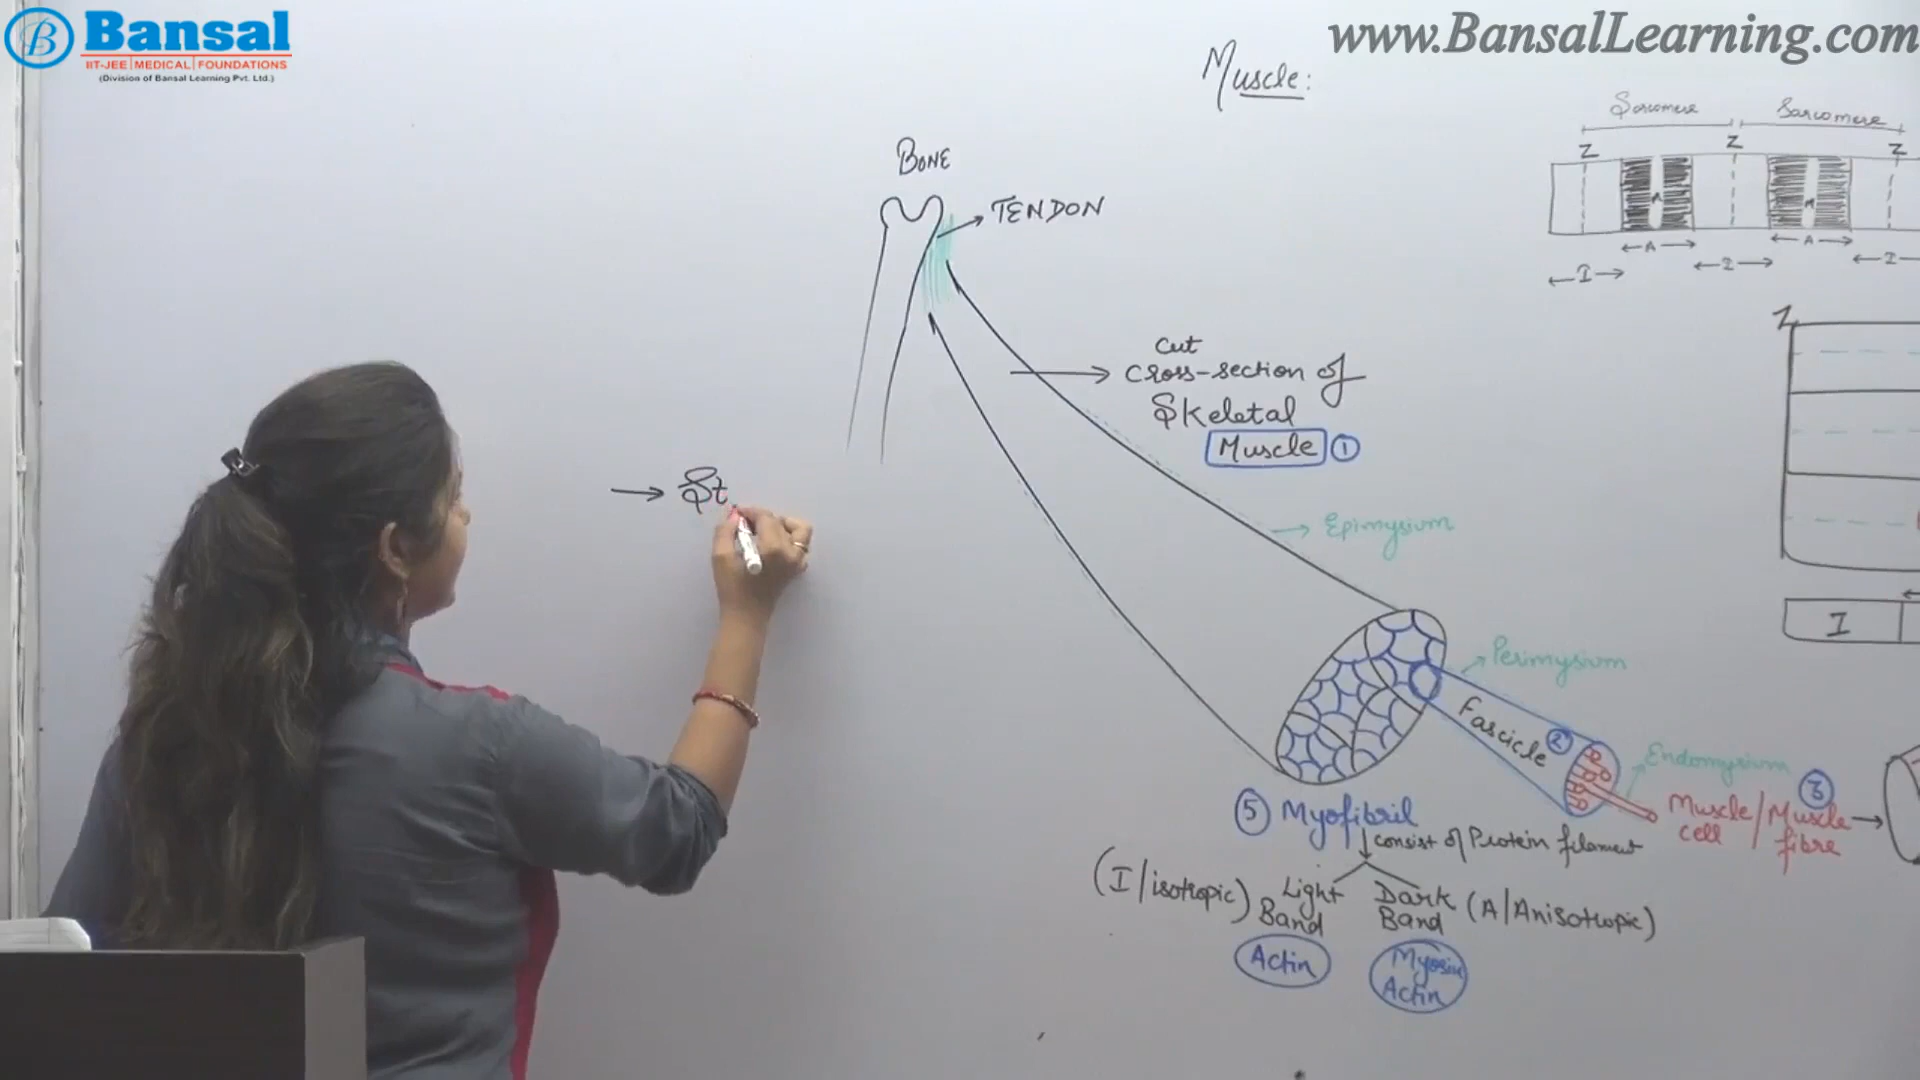 Bansal
IIT-JEE | MEDICAL | FOUNDATIONS
(Division of Bansal Learning Pvt. Ltd.)
www.BansalLearning.com
Muscle:
Sarcomere Sarcomere
Z Z Z
A M
A A
I I I
BONE
TENDON
cut
Cross-section of
Skeletal
Muscle 1
Z
Epimysium
→ St
I
Perimysium
Fascicle 2
Endomysium
3
Muscle/Muscle
cell fibre
5 Myofibril
consist of Protein filament
(I/isotropic) Light Dark (A/Anisotropic)
Band Band
Actin Myosin
Actin